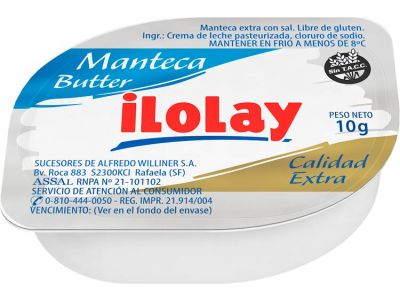 Manteca extra con sal. Libre de gluten.
Ingr.: Crema de leche pasteurizada, cloruro de sodio.
MANTENER EN FRIÓ A MENOS DE 8ºC
Manteca
Butter
Sin T.A.C.C.
iLoLay
PESO NETO
10g
Calidad
Extra
SUCESORES DE ALFREDO WILLINER S.A.
Bv. Roca 883 S2300KCI Rafaela (SF)
ASSAL RNPA Nº 21-101102
SERVICIO DE ATENCIÓN AL CONSUMIDOR
0-810-444-0050 - REG. IMPR. 21.914/004
VENCIMIENTO: (Ver en el fondo del envase)